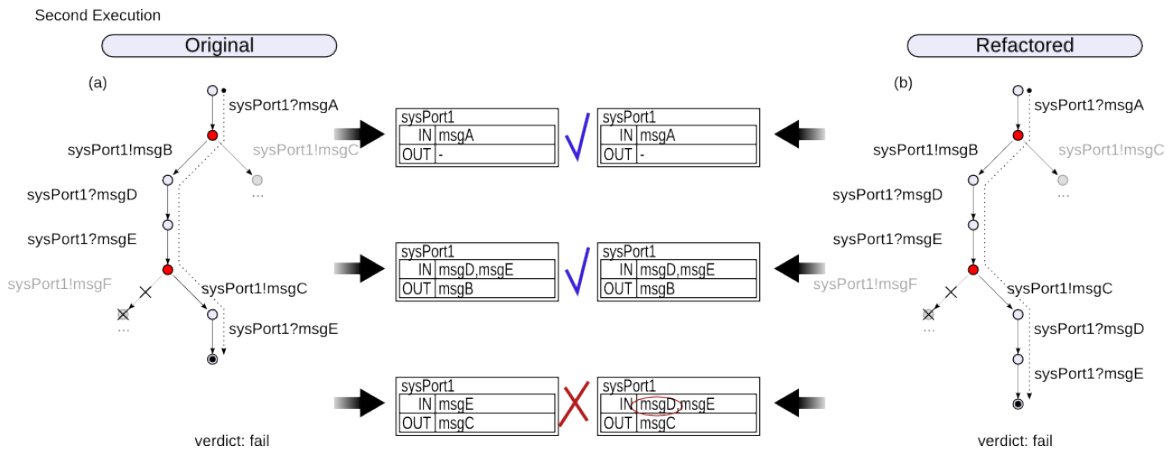 Second Execution
Original
Refactored
(a)
(b)
sysPort1?msgA
sysPort1!msgB
sysPort1!msgC
sysPort1?msgD
...
sysPort1?msgE
sysPort1!msgF
sysPort1!msgC
...
sysPort1?msgE
verdict: fail
sysPort1
IN msgA
OUT -
sysPort1
IN msgA
OUT -
sysPort1
IN msgD,msgE
OUT msgB
sysPort1
IN msgD,msgE
OUT msgB
sysPort1
IN msgE
OUT msgC
sysPort1
IN msgD,msgE
OUT msgC
sysPort1?msgA
sysPort1!msgB
sysPort1!msgC
sysPort1?msgD
...
sysPort1?msgE
sysPort1!msgF
sysPort1!msgC
...
sysPort1?msgD
sysPort1?msgE
verdict: fail